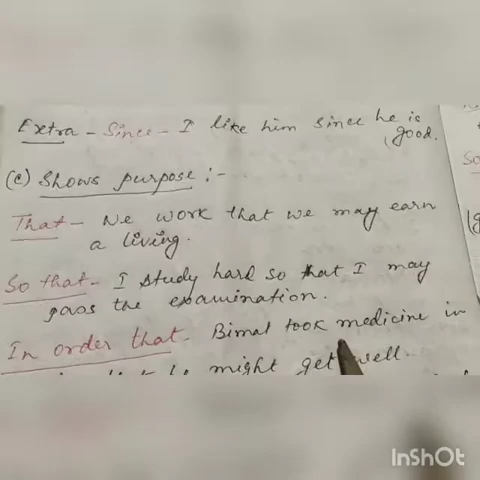 Extra - Since - I like him since he is
good.
(c) Shows purpose :-
That - We work that we may earn
a living.
So that - I study hard so that I may
pass the examination.
In order that - Bimal took medicine in
might get well.
So
InShOt